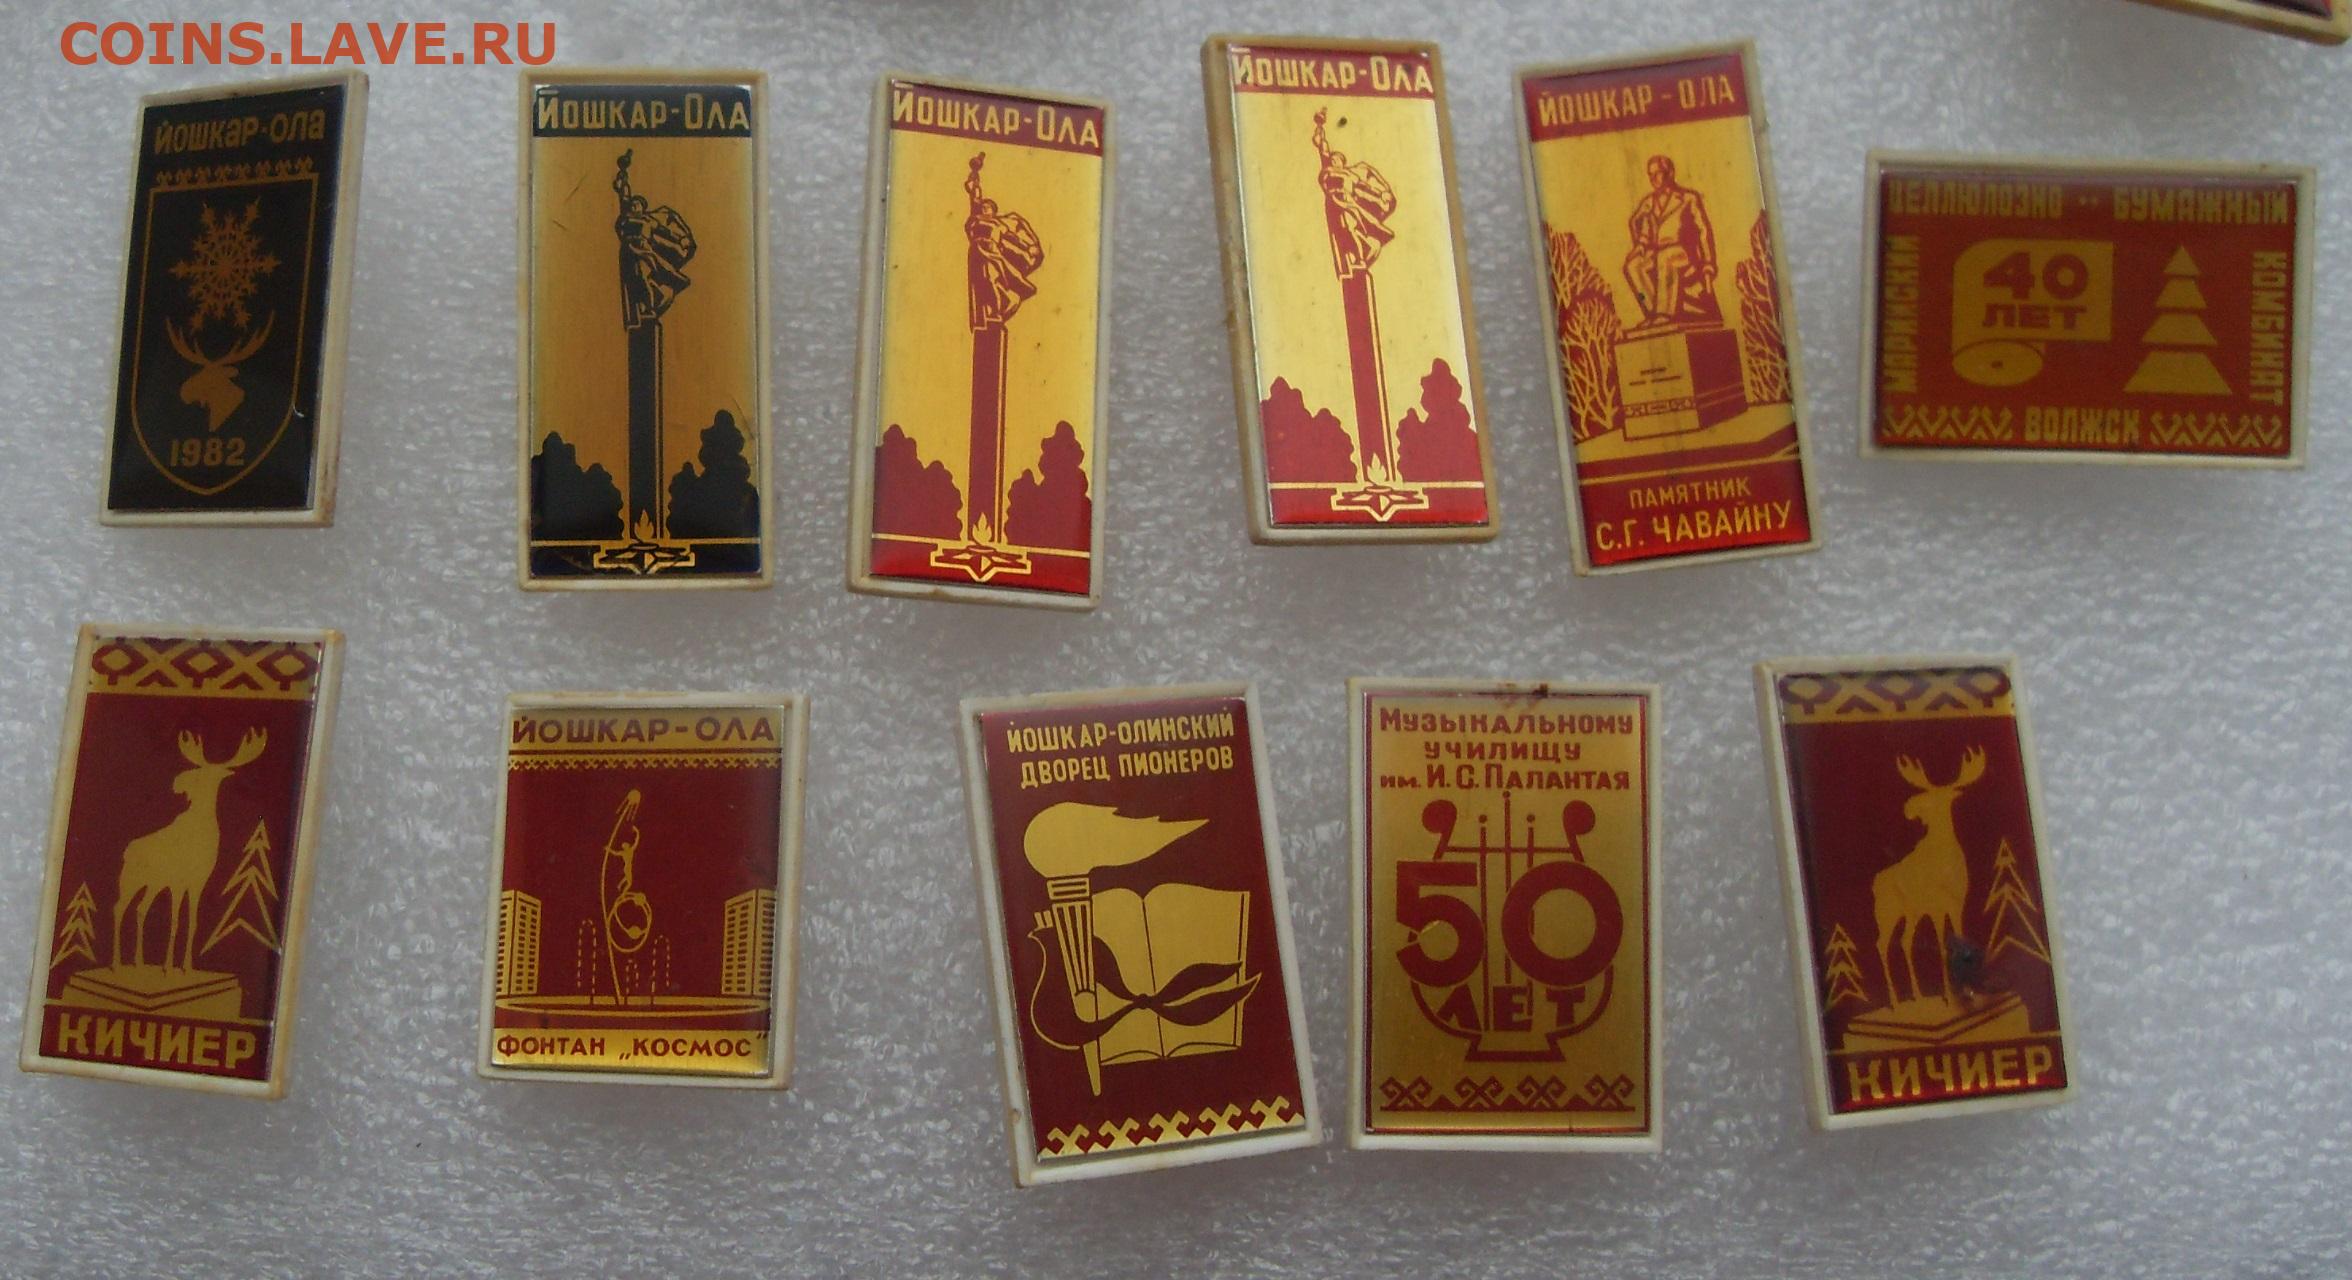 COINS.LAVE.RU
Йошкар-ола
1982
Йошкар-Ола
Йошкар-Ола
Йошкар-Ола
ЙОШКАР-ОЛА
ПАМЯТНИК
С.Г. ЧАВАЙНУ
МАРИЙСКИЙ
ЦЕЛЛЮЛОЗНО-БУМАЖНЫЙ
КОМБИНАТ
40
ЛЕТ
ВОЛЖСК
КИЧИЕР
ЙОШКАР-ОЛА
ФОНТАН „КОСМОС"
ЙОШКАР-ОЛИНСКИЙ
ДВОРЕЦ ПИОНЕРОВ
Музыкальному
училищу
им. И.С. Палантая
50
ЛЕТ
КИЧИЕР